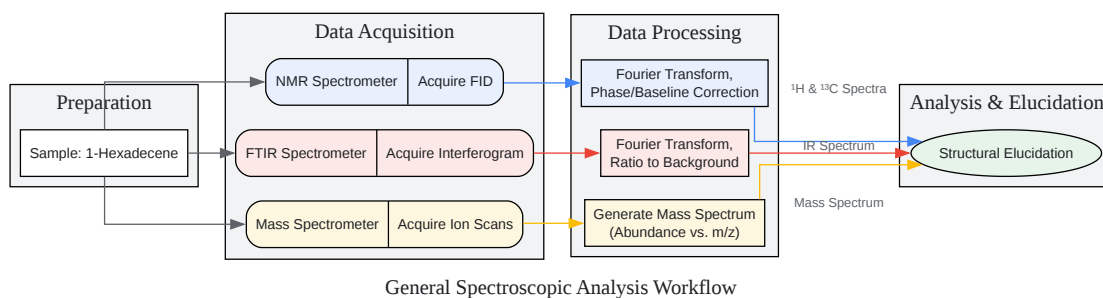 Preparation
Sample: 1-Hexadecene
Data Acquisition
NMR Spectrometer
Acquire FID
FTIR Spectrometer
Acquire Interferogram
Mass Spectrometer
Acquire Ion Scans
Data Processing
Fourier Transform,
Phase/Baseline Correction
Fourier Transform,
Ratio to Background
Generate Mass Spectrum
(Abundance vs. m/z)
¹H & ¹³C Spectra
IR Spectrum
Mass Spectrum
Analysis & Elucidation
Structural Elucidation
General Spectroscopic Analysis Workflow